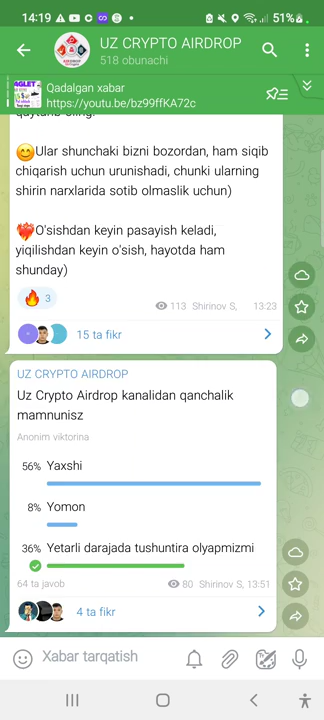 14:19
51%
UZ CRYPTO AIRDROP
518 obunachi
Qadalgan xabar
https://youtu.be/bz99ffKA72c
😊Ular shunchaki bizni bozordan, ham siqib
chiqarish uchun urunishadi, chunki ularning
shirin narxlarida sotib olmaslik uchun)
❤️‍🔥O'sishdan keyin pasayish keladi,
yiqilishdan keyin o'sish, hayotda ham
shunday)
🔥 3
113 Shirinov S, 13:23
15 ta fikr
UZ CRYPTO AIRDROP
Uz Crypto Airdrop kanalidan qanchalik
mamnunisz
Anonim viktorina
56% Yaxshi
8% Yomon
36% Yetarli darajada tushuntira olyapmizmi
64 ta javob 80 Shirinov S, 13:51
4 ta fikr
Xabar tarqatish